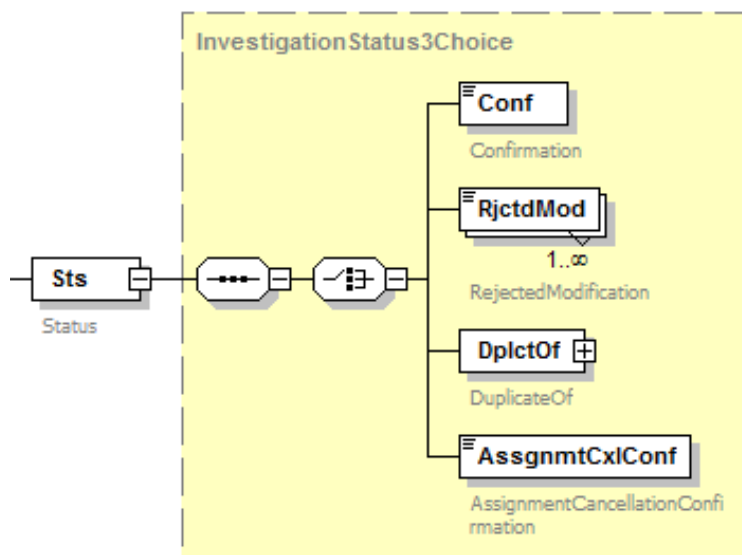 InvestigationStatus3Choice
Conf
Confirmation
RjctdMod
1..∞
RejectedModification
Sts
Status
DplctOf
DuplicateOf
AssgnmtCxlConf
AssignmentCancellationConfi
rmation